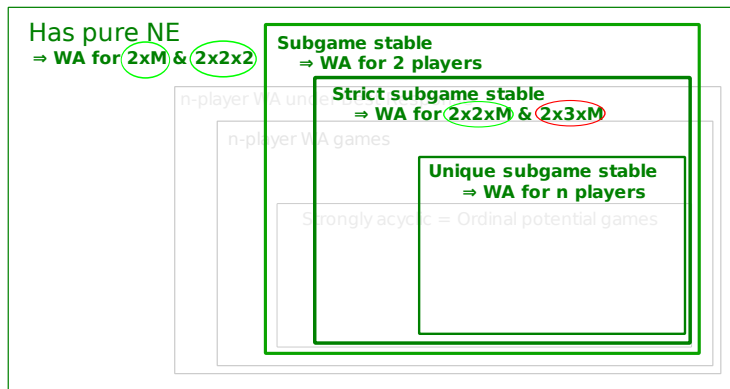 Has pure NE
⇒ WA for 2xM & 2x2x2
Subgame stable
⇒ WA for 2 players
n-player WA under
Strict subgame stable
⇒ WA for 2x2xM & 2x3xM
n-player WA games
Unique subgame stable
⇒ WA for n players
Strongly acyclic = Ordinal potential games